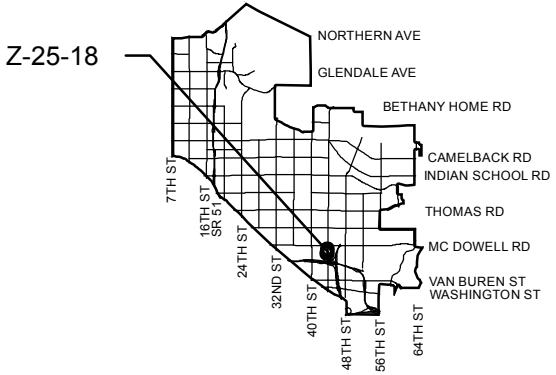 Z-25-18
NORTHERN AVE
GLENDALE AVE
BETHANY HOME RD
CAMELBACK RD
INDIAN SCHOOL RD
THOMAS RD
MC DOWELL RD
VAN BUREN ST
WASHINGTON ST
7TH ST
16TH ST
SR 51
24TH ST
32ND ST
40TH ST
48TH ST
56TH ST
64TH ST